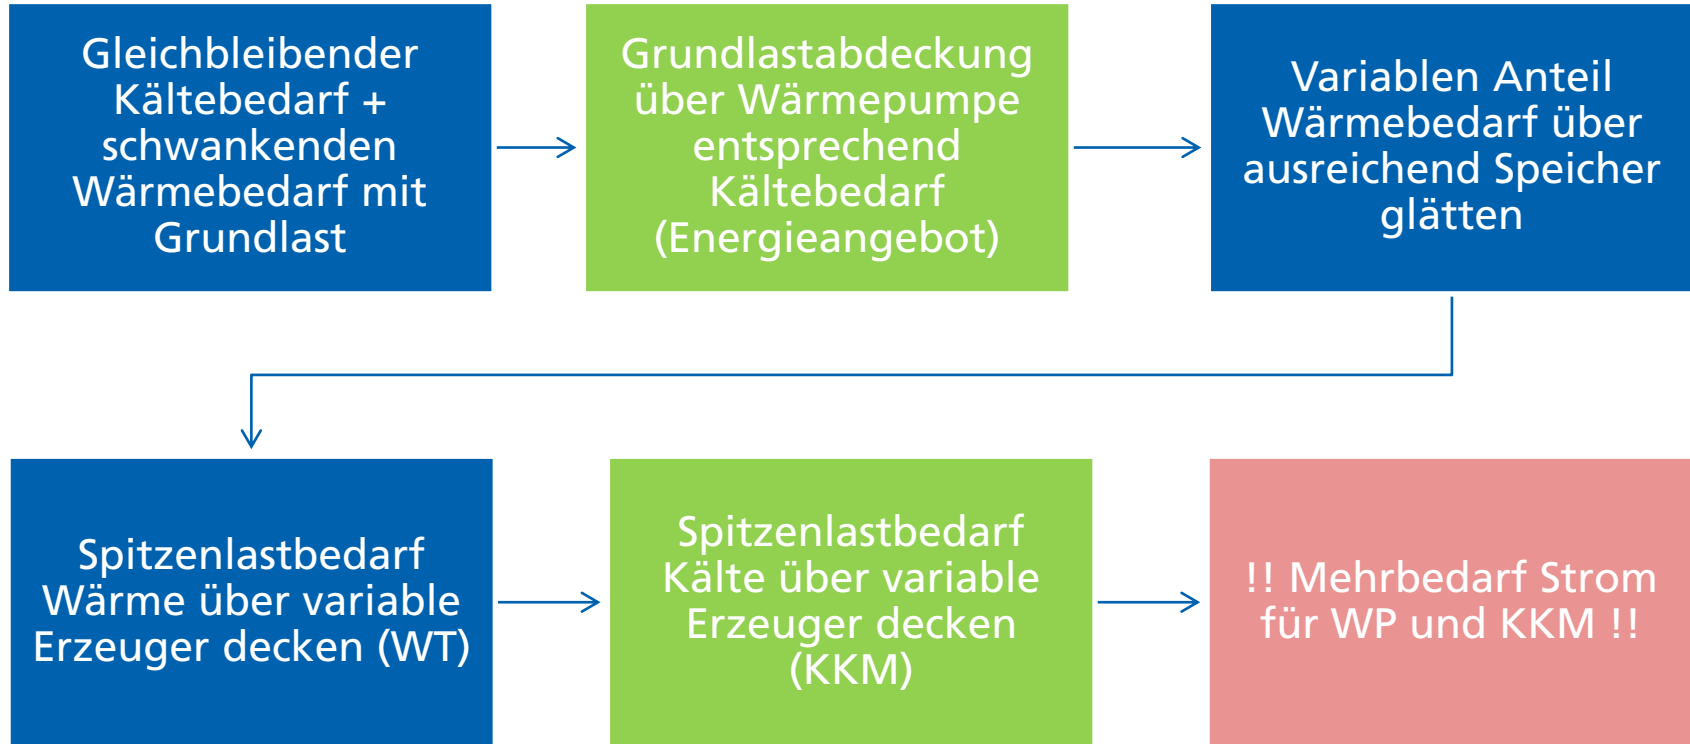 Gleichbleibender
Kältebedarf +
schwankenden
Wärmebedarf mit
Grundlast
Grundlastabdeckung
über Wärmepumpe
entsprechend
Kältebedarf
(Energieangebot)
Variablen Anteil
Wärmebedarf über
ausreichend Speicher
glätten
Spitzenlastbedarf
Wärme über variable
Erzeuger decken (WT)
Spitzenlastbedarf
Kälte über variable
Erzeuger decken
(KKM)
!! Mehrbedarf Strom
für WP und KKM !!